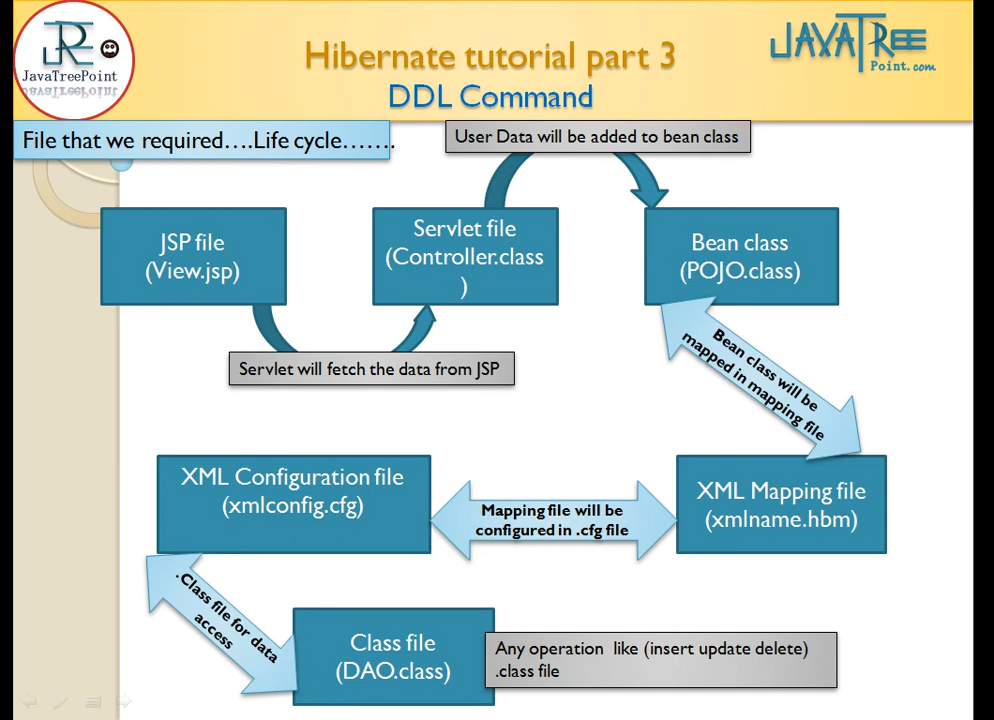 JavaTreePoint
Hibernate tutorial part 3
DDL Command
JAVATREE
Point.com
File that we required....Life cycle.......
User Data will be added to bean class
JSP file
(View.jsp)
Servlet file
(Controller.class
)
Bean class
(POJO.class)
Servlet will fetch the data from JSP
Bean class will be
mapped in mapping file
XML Configuration file
(xmlconfig.cfg)
Mapping file will be
configured in .cfg file
XML Mapping file
(xmlname.hbm)
.Class file for data
access
Class file
(DAO.class)
Any operation like (insert update delete)
.class file